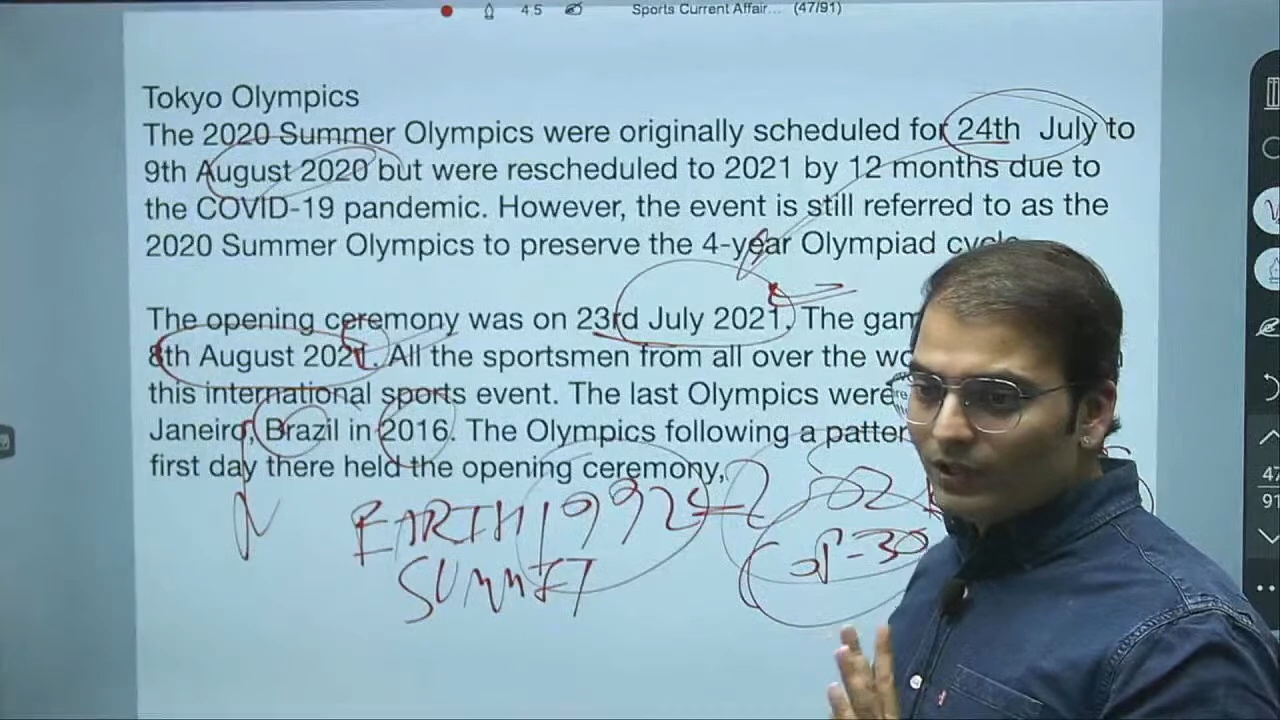 45 Sports Current Affair... (47/91)
Tokyo Olympics
The 2020 Summer Olympics were originally scheduled for 24th July to
9th August 2020 but were rescheduled to 2021 by 12 months due to
the COVID-19 pandemic. However, the event is still referred to as the
2020 Summer Olympics to preserve the 4-year Olympiad cycle
The opening ceremony was on 23rd July 2021. The gam
8th August 2021. All the sportsmen from all over the wo
this international sports event. The last Olympics were
Janeiro, Brazil in 2016. The Olympics following a patter
first day there held the opening ceremony,
EARTH 1992
SUMMIT
COP-30
47
91